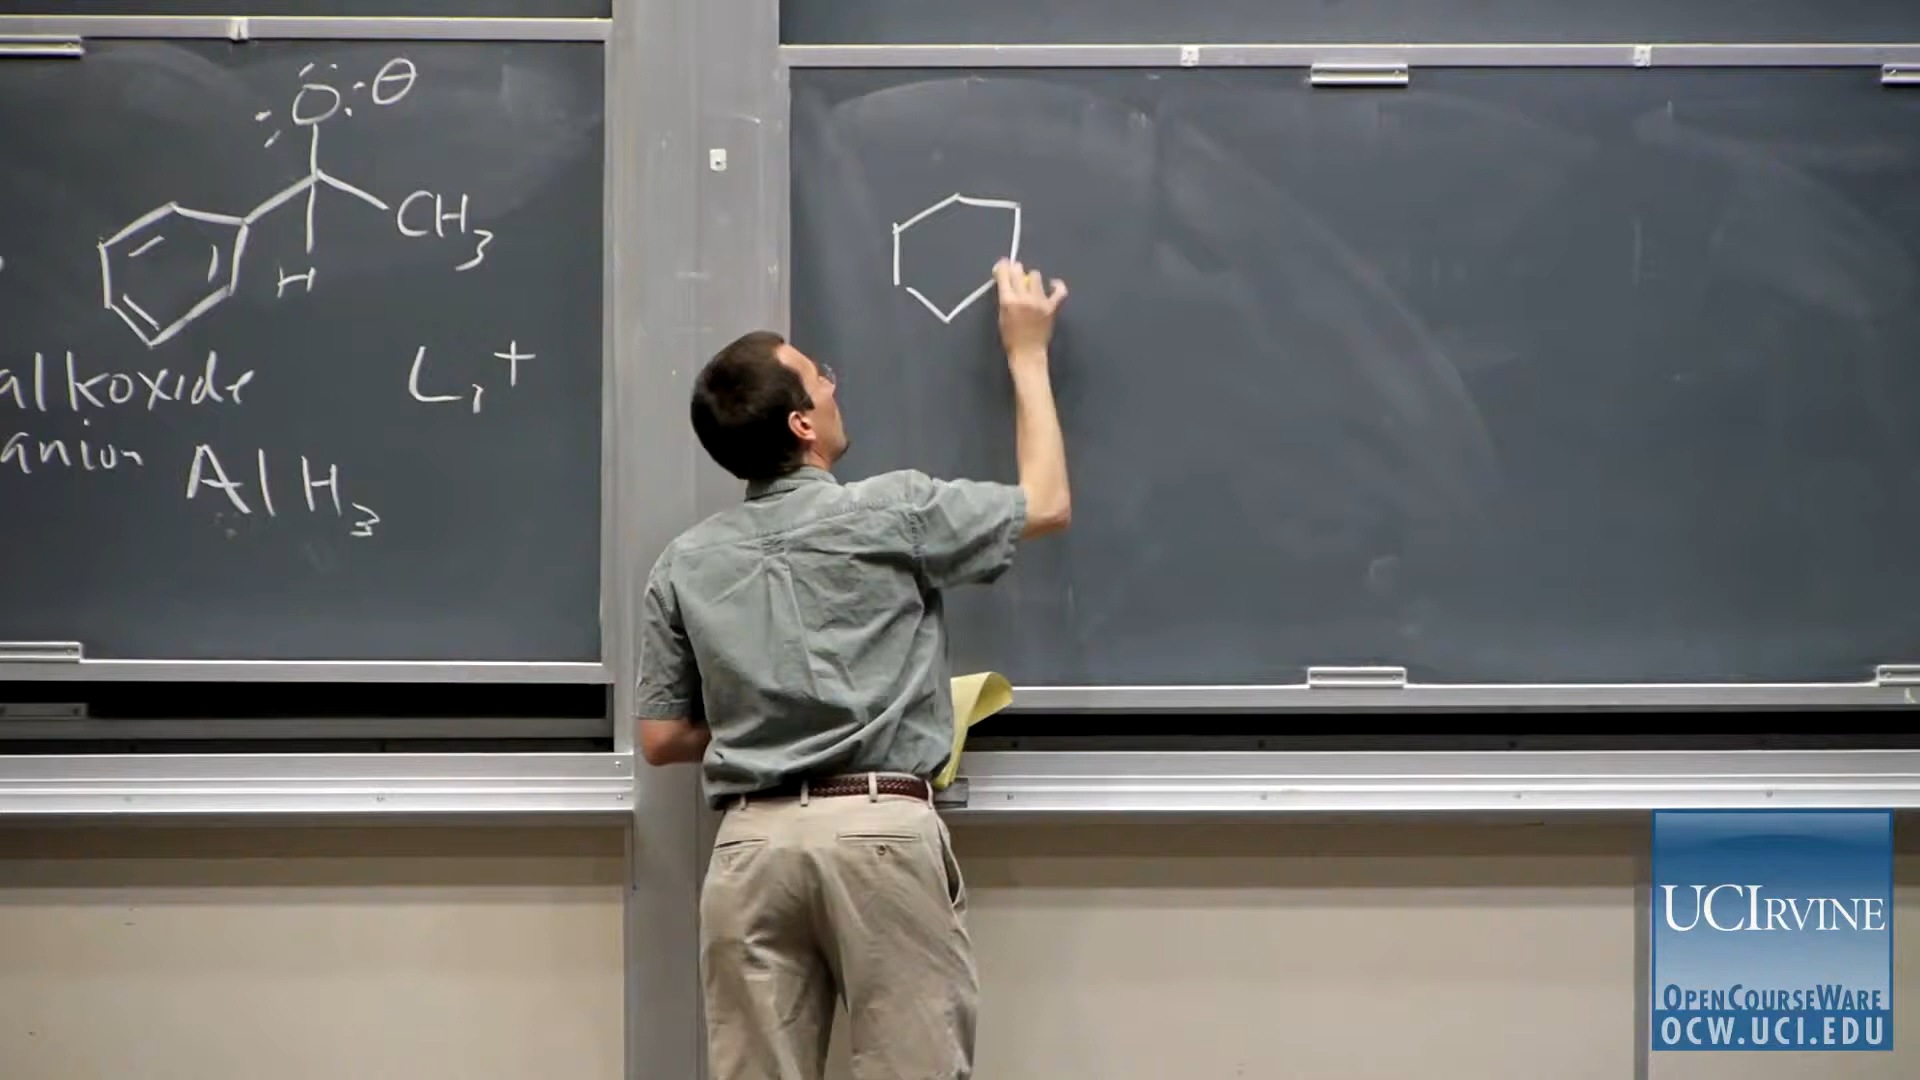 O ⊖
CH3
H
alkoxide
Li+
anion
AlH3
UCIRVINE
OPENCOURSEWARE
OCW.UCI.EDU